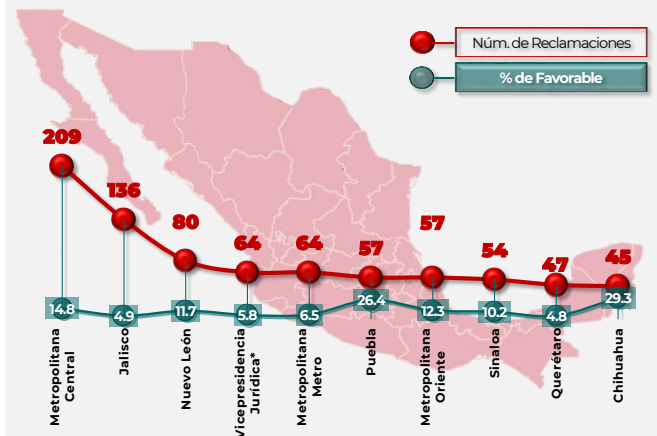 Núm. de Reclamaciones
% de Favorable
209
136
80
64
64
57
57
54
47
45
14.8
4.9
11.7
5.8
6.5
26.4
12.3
10.2
4.8
29.3
Metropolitana
Central
Jalisco
Nuevo León
Vicepresidencia
Jurídica*
Metropolitana
Metro
Puebla
Metropolitana
Oriente
Sinaloa
Querétaro
Chihuahua